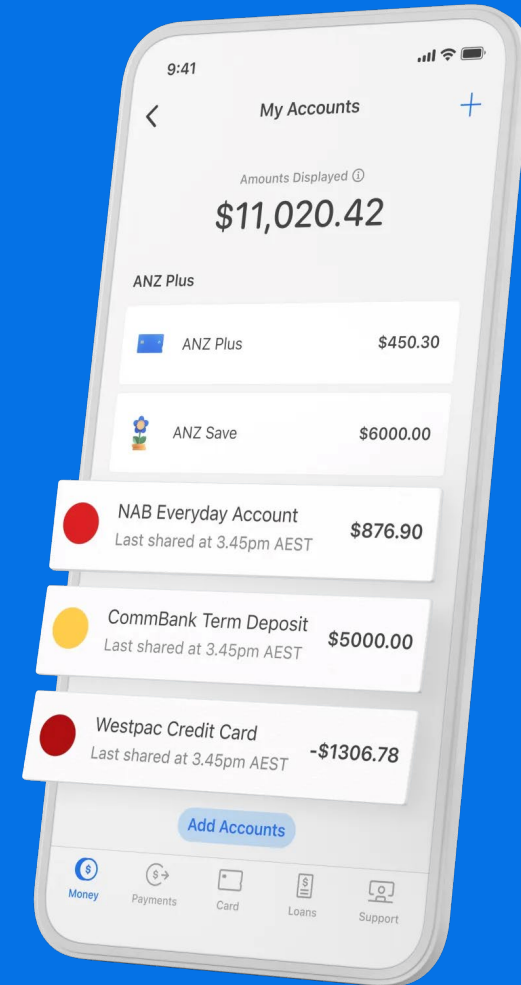 9:41
My Accounts
Amounts Displayed
$11,020.42
ANZ Plus
ANZ Plus $450.30
ANZ Save $6000.00
NAB Everyday Account $876.90
Last shared at 3.45pm AEST
CommBank Term Deposit $5000.00
Last shared at 3.45pm AEST
Westpac Credit Card -$1306.78
Last shared at 3.45pm AEST
Add Accounts
Money Payments Card Loans Support